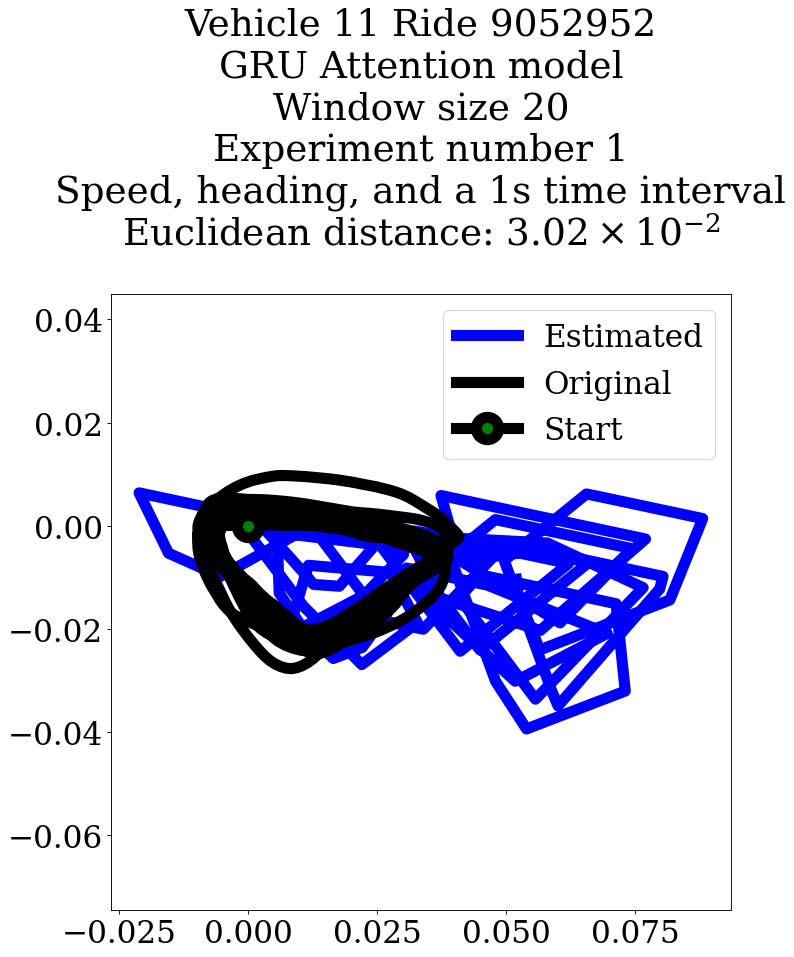 Vehicle 11 Ride 9052952
GRU Attention model
Window size 20
Experiment number 1
Speed, heading, and a 1s time interval
Euclidean distance: 3.02 × 10⁻²
Estimated
Original
Start
0.04
0.02
0.00
−0.02
−0.04
−0.06
−0.025 0.000 0.025 0.050 0.075